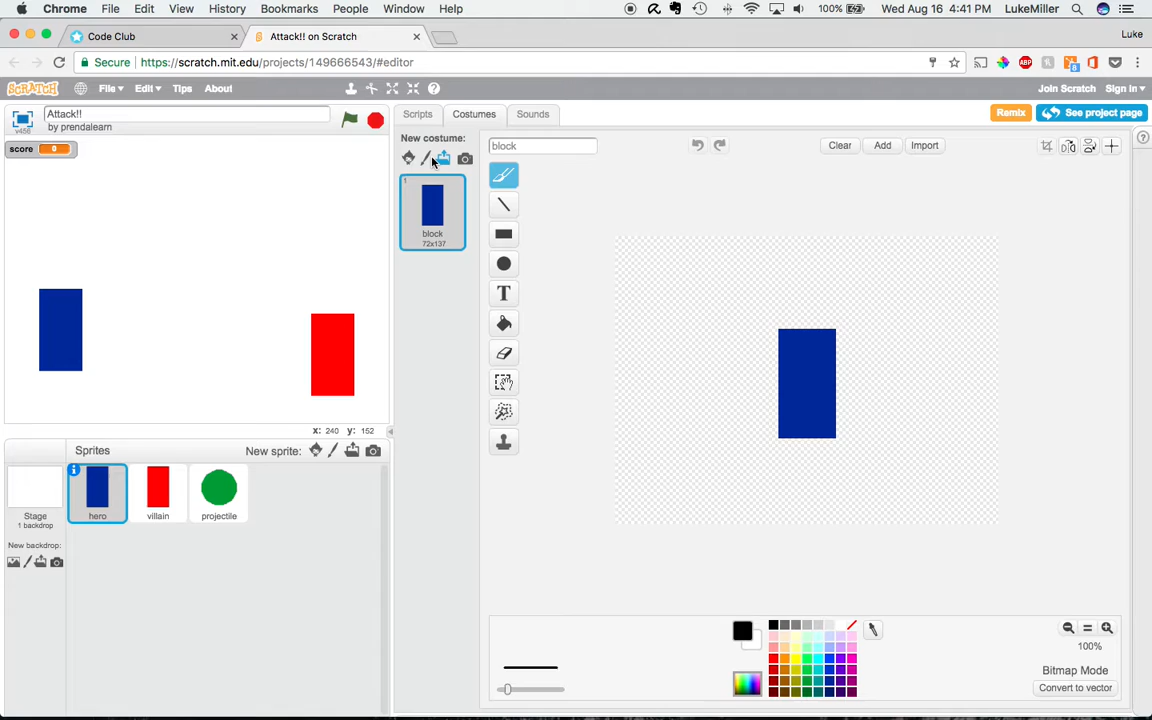 Chrome File Edit View History Bookmarks People Window Help 100% Wed Aug 16 4:41 PM LukeMiller
Code Club Attack!! on Scratch Luke
Secure https://scratch.mit.edu/projects/149666543/#editor
SCRATCH File Edit Tips About Join Scratch Sign in
Attack!!
by prendalearn
v456
Scripts Costumes Sounds Remix See project page
score 0
New costume:
block
Clear Add Import
1
block
72x137
T
x: 240 y: 152
Sprites New sprite:
Stage
1 backdrop
hero villain projectile
New backdrop:
100%
Bitmap Mode
Convert to vector